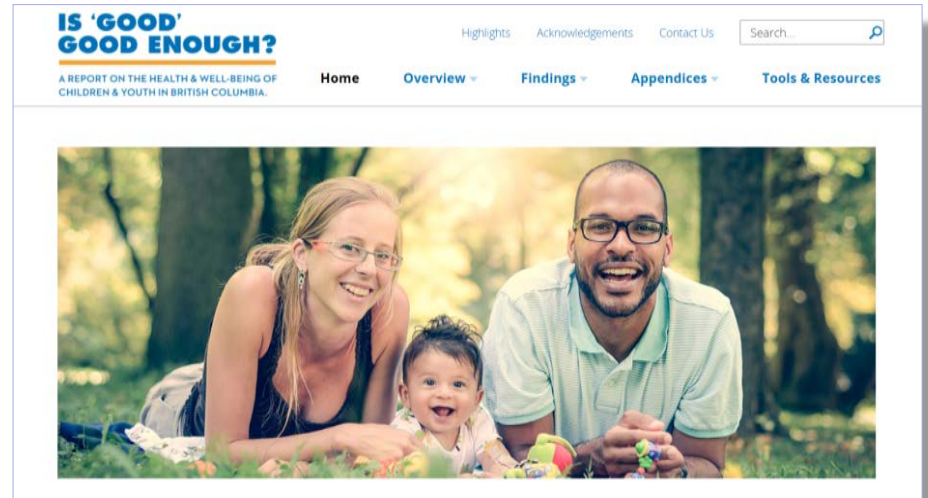 IS ‘GOOD’
GOOD ENOUGH?
A REPORT ON THE HEALTH & WELL-BEING OF
CHILDREN & YOUTH IN BRITISH COLUMBIA.
Highlights Acknowledgements Contact Us Search...
Home Overview Findings Appendices Tools & Resources